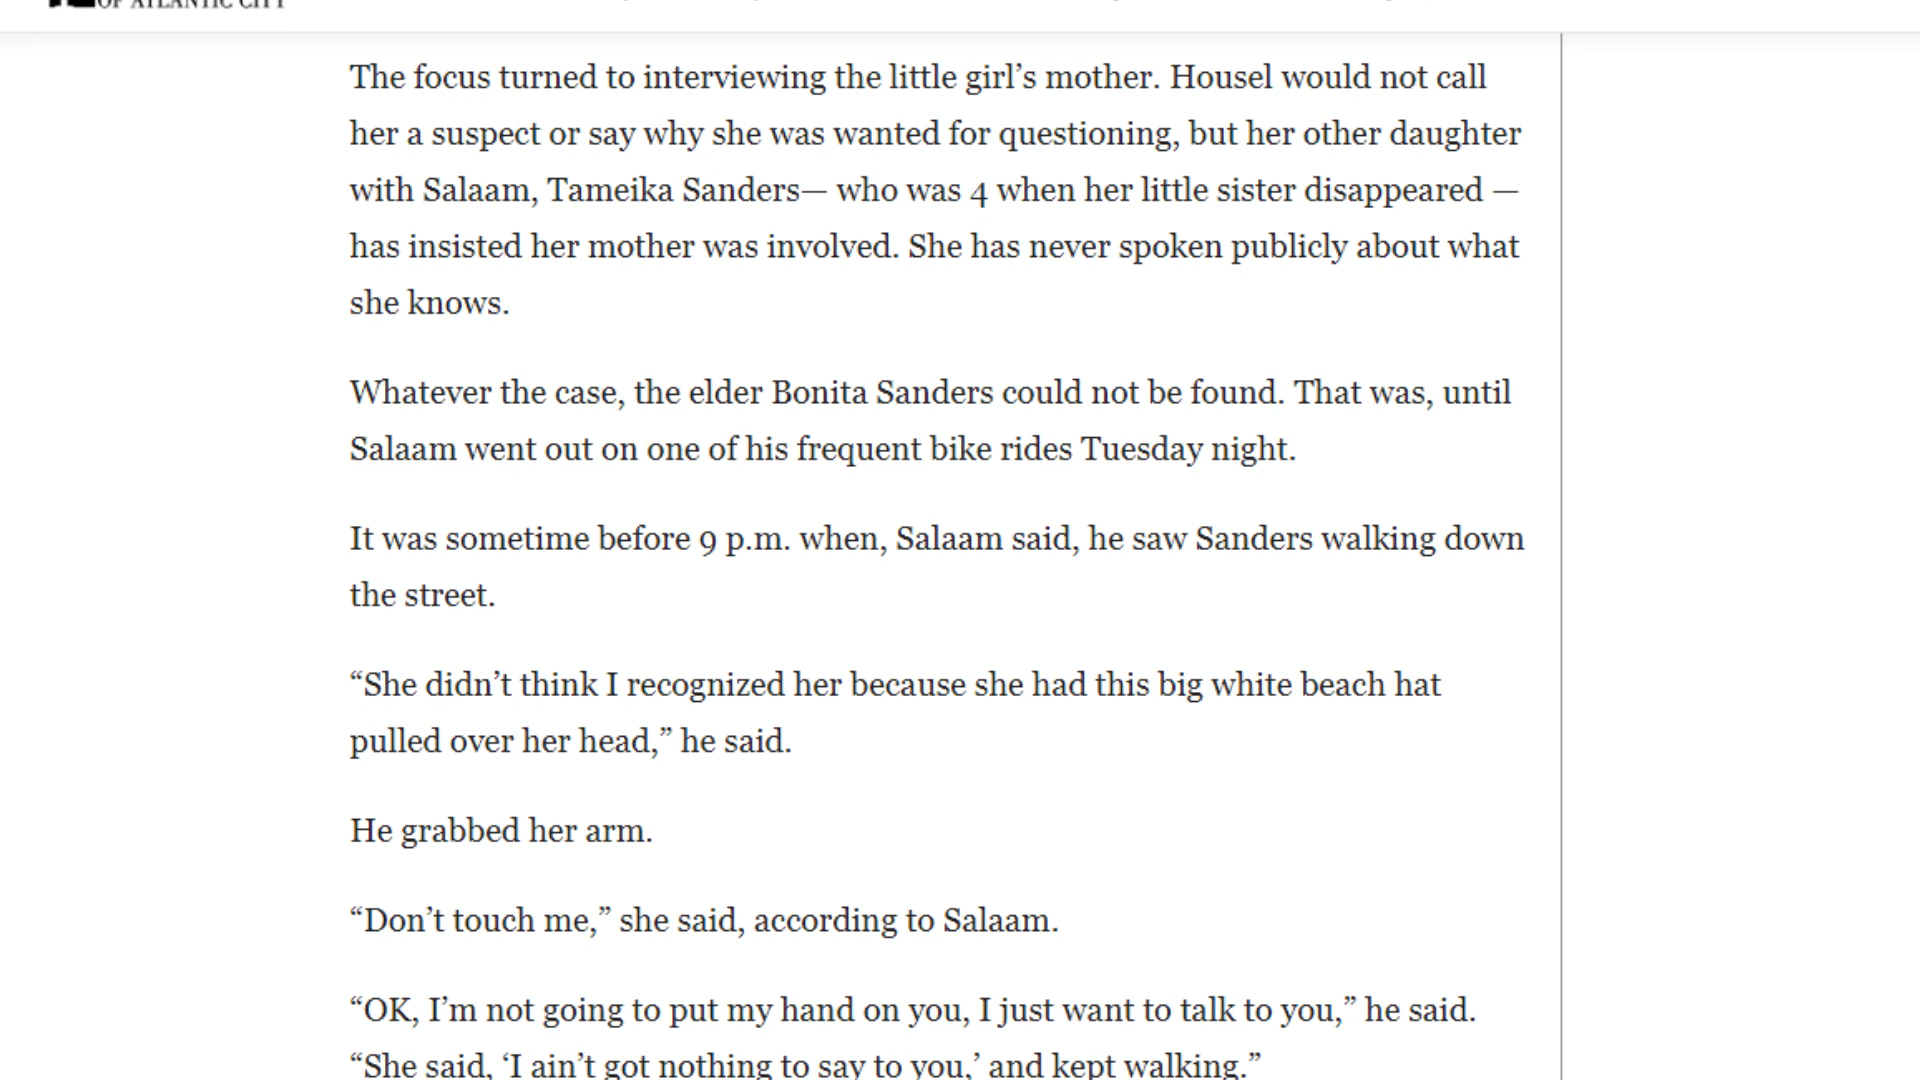 OF ATLANTIC CITY
The focus turned to interviewing the little girl’s mother. Housel would not call
her a suspect or say why she was wanted for questioning, but her other daughter
with Salaam, Tameika Sanders— who was 4 when her little sister disappeared —
has insisted her mother was involved. She has never spoken publicly about what
she knows.
Whatever the case, the elder Bonita Sanders could not be found. That was, until
Salaam went out on one of his frequent bike rides Tuesday night.
It was sometime before 9 p.m. when, Salaam said, he saw Sanders walking down
the street.
“She didn’t think I recognized her because she had this big white beach hat
pulled over her head,” he said.
He grabbed her arm.
“Don’t touch me,” she said, according to Salaam.
“OK, I’m not going to put my hand on you, I just want to talk to you,” he said.
“She said, ‘I ain’t got nothing to say to you,’ and kept walking.”